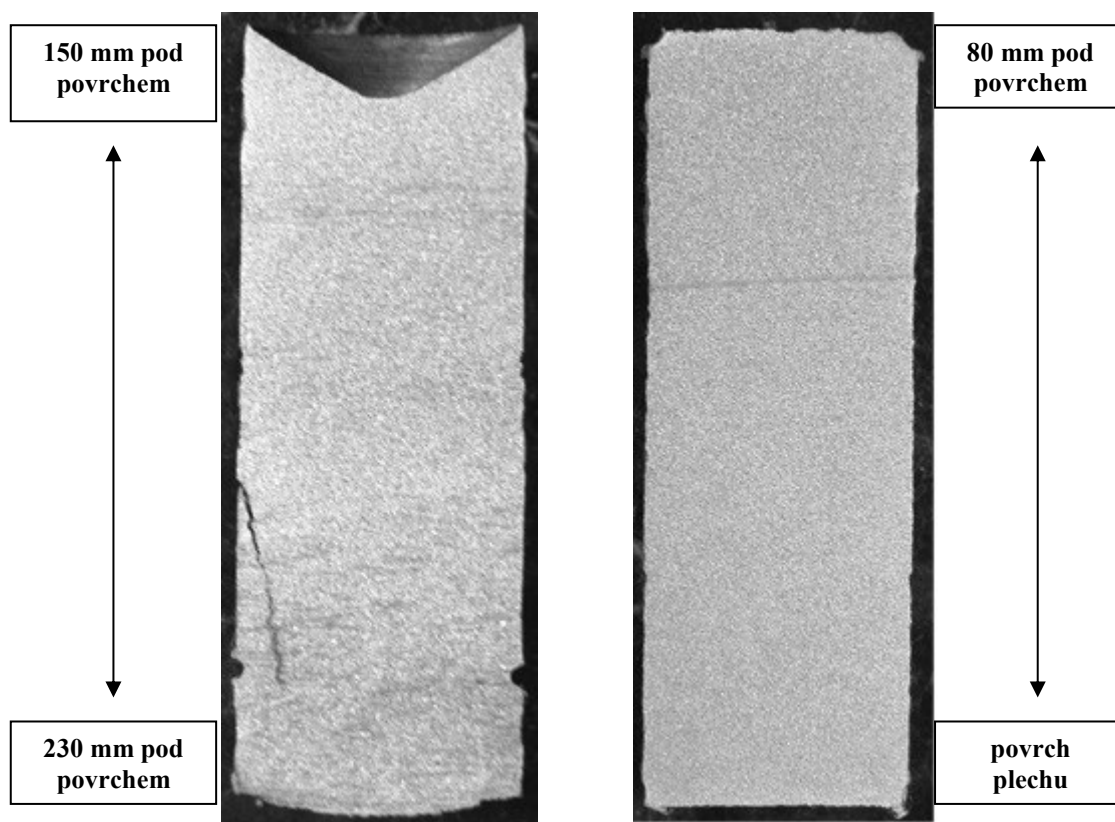 150 mm pod
povrchem
80 mm pod
povrchem
230 mm pod
povrchem
povrch
plechu